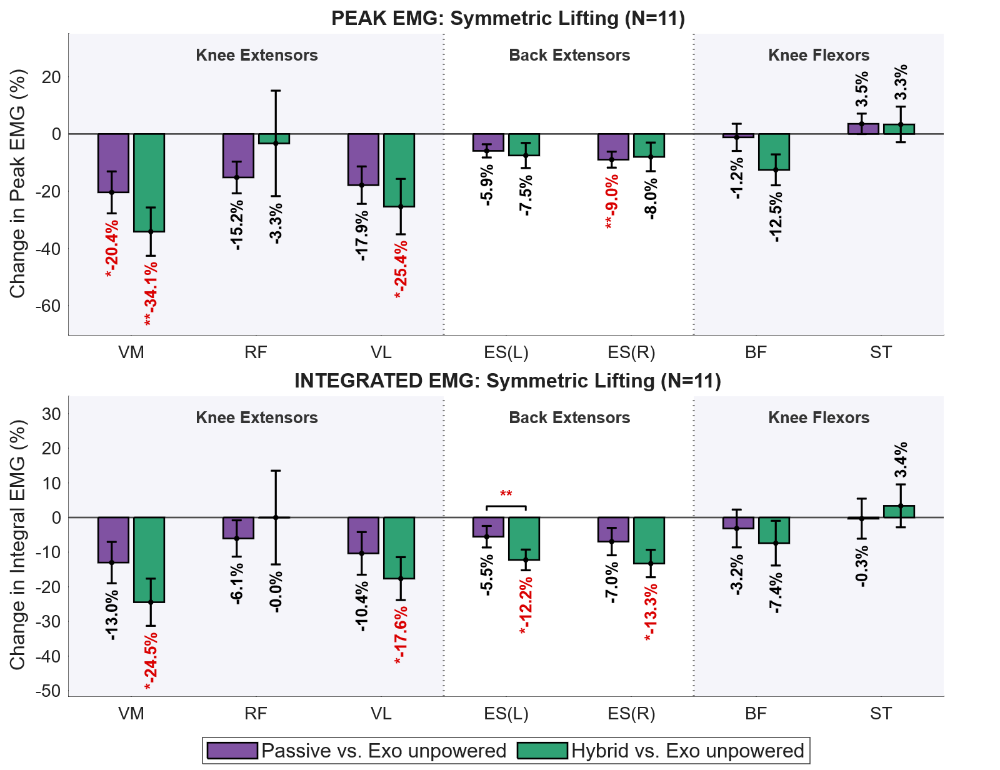 PEAK EMG: Symmetric Lifting (N=11)
Knee Extensors
Back Extensors
Knee Flexors
Change in Peak EMG (%)
20
0
-20
-40
-60
*-20.4%
**-34.1%
-15.2%
-3.3%
-17.9%
*-25.4%
-5.9%
-7.5%
**-9.0%
-8.0%
-1.2%
-12.5%
3.5%
3.3%
VM
RF
VL
ES(L)
ES(R)
BF
ST
INTEGRATED EMG: Symmetric Lifting (N=11)
Knee Extensors
Back Extensors
Knee Flexors
Change in Integral EMG (%)
30
20
10
0
-10
-20
-30
-40
-50
-13.0%
*-24.5%
-6.1%
-0.0%
-10.4%
*-17.6%
**
-5.5%
*-12.2%
-7.0%
*-13.3%
-3.2%
-7.4%
-0.3%
3.4%
VM
RF
VL
ES(L)
ES(R)
BF
ST
Passive vs. Exo unpowered
Hybrid vs. Exo unpowered